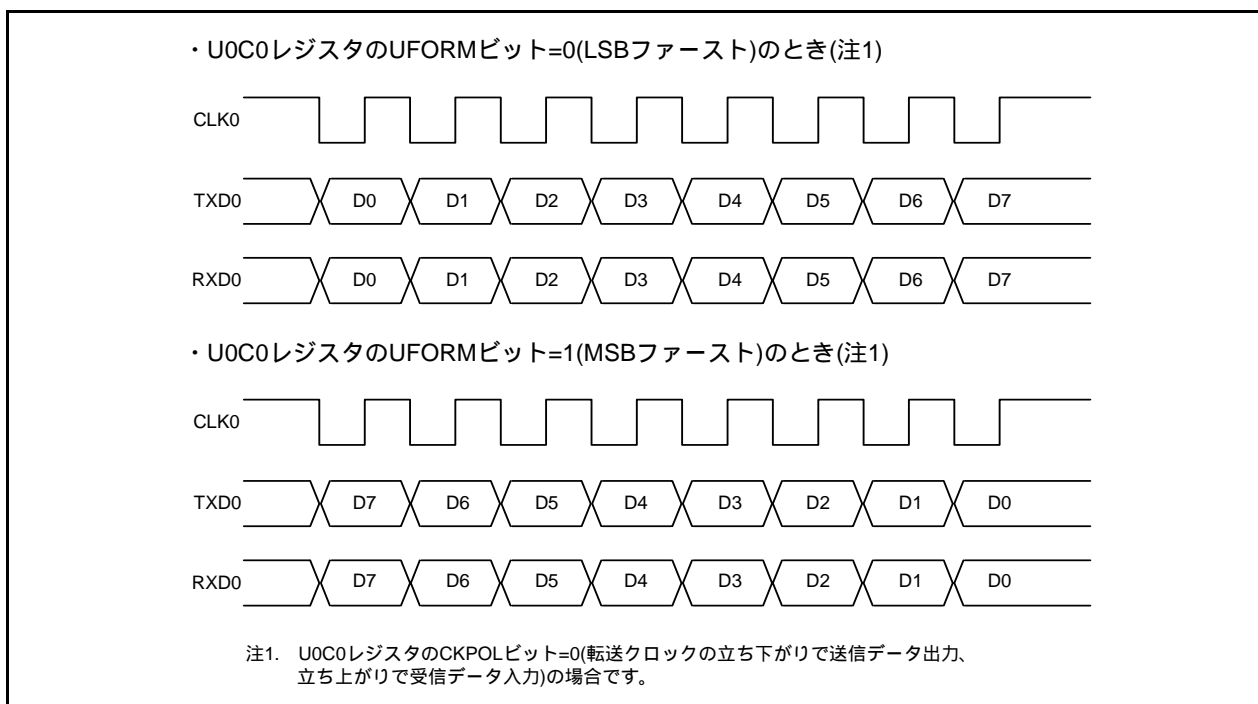 ・U0C0レジスタのUFORMビット=0(LSBファースト)のとき(注1)
CLK0
TXD0 D0 D1 D2 D3 D4 D5 D6 D7
RXD0 D0 D1 D2 D3 D4 D5 D6 D7
・U0C0レジスタのUFORMビット=1(MSBファースト)のとき(注1)
CLK0
TXD0 D7 D6 D5 D4 D3 D2 D1 D0
RXD0 D7 D6 D5 D4 D3 D2 D1 D0
注1. U0C0レジスタのCKPOLビット=0(転送クロックの立ち下がりで送信データ出力、
立ち上がりで受信データ入力)の場合です。